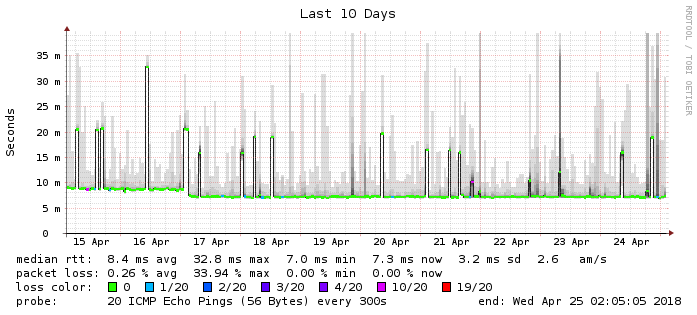 Last 10 Days
RRDTOOL / TOBI OETIKER
Seconds
35 m
30 m
25 m
20 m
15 m
10 m
5 m
0
15 Apr 16 Apr 17 Apr 18 Apr 19 Apr 20 Apr 21 Apr 22 Apr 23 Apr 24 Apr
median rtt: 8.4 ms avg 32.8 ms max 7.0 ms min 7.3 ms now 3.2 ms sd 2.6 am/s
packet loss: 0.26 % avg 33.94 % max 0.00 % min 0.00 % now
loss color: 0 1/20 2/20 3/20 4/20 10/20 19/20
probe: 20 ICMP Echo Pings (56 Bytes) every 300s end: Wed Apr 25 02:05:05 2018